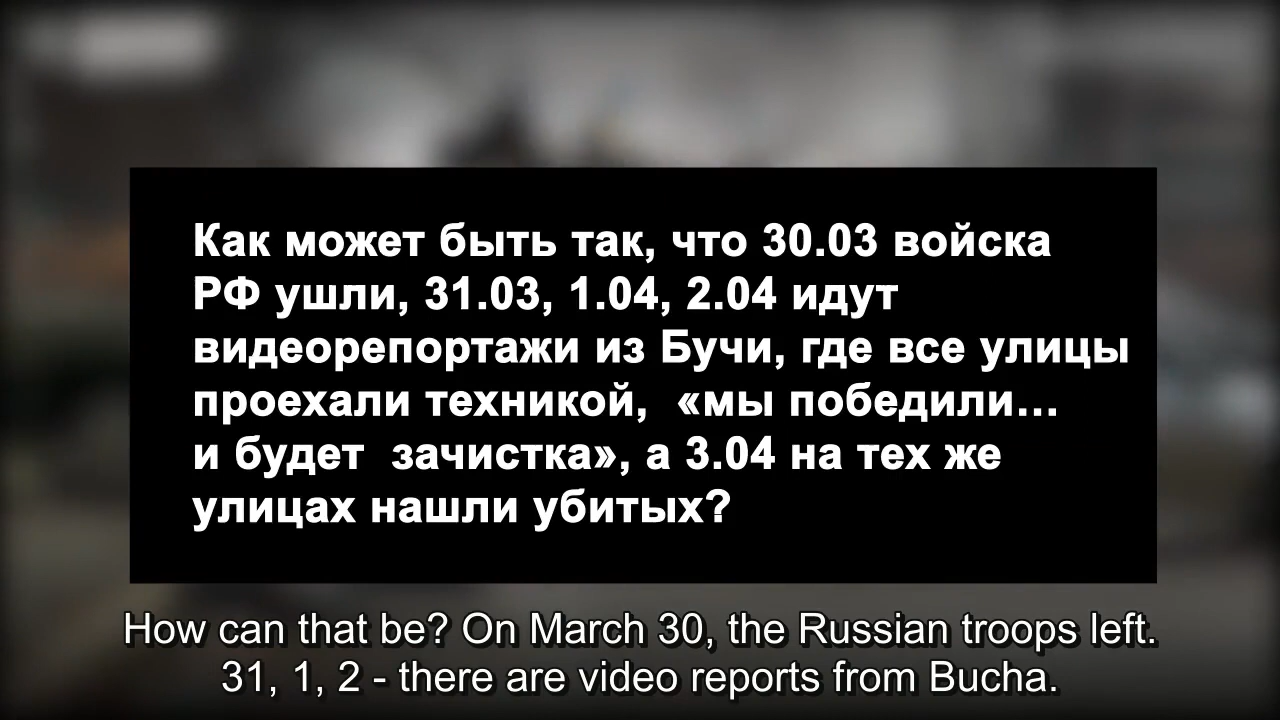 Как может быть так, что 30.03 войска
РФ ушли, 31.03, 1.04, 2.04 идут
видеорепортажи из Бучи, где все улицы
проехали техникой, «мы победили...
и будет зачистка», а 3.04 на тех же
улицах нашли убитых?
How can that be? On March 30, the Russian troops left.
31, 1, 2 - there are video reports from Bucha.